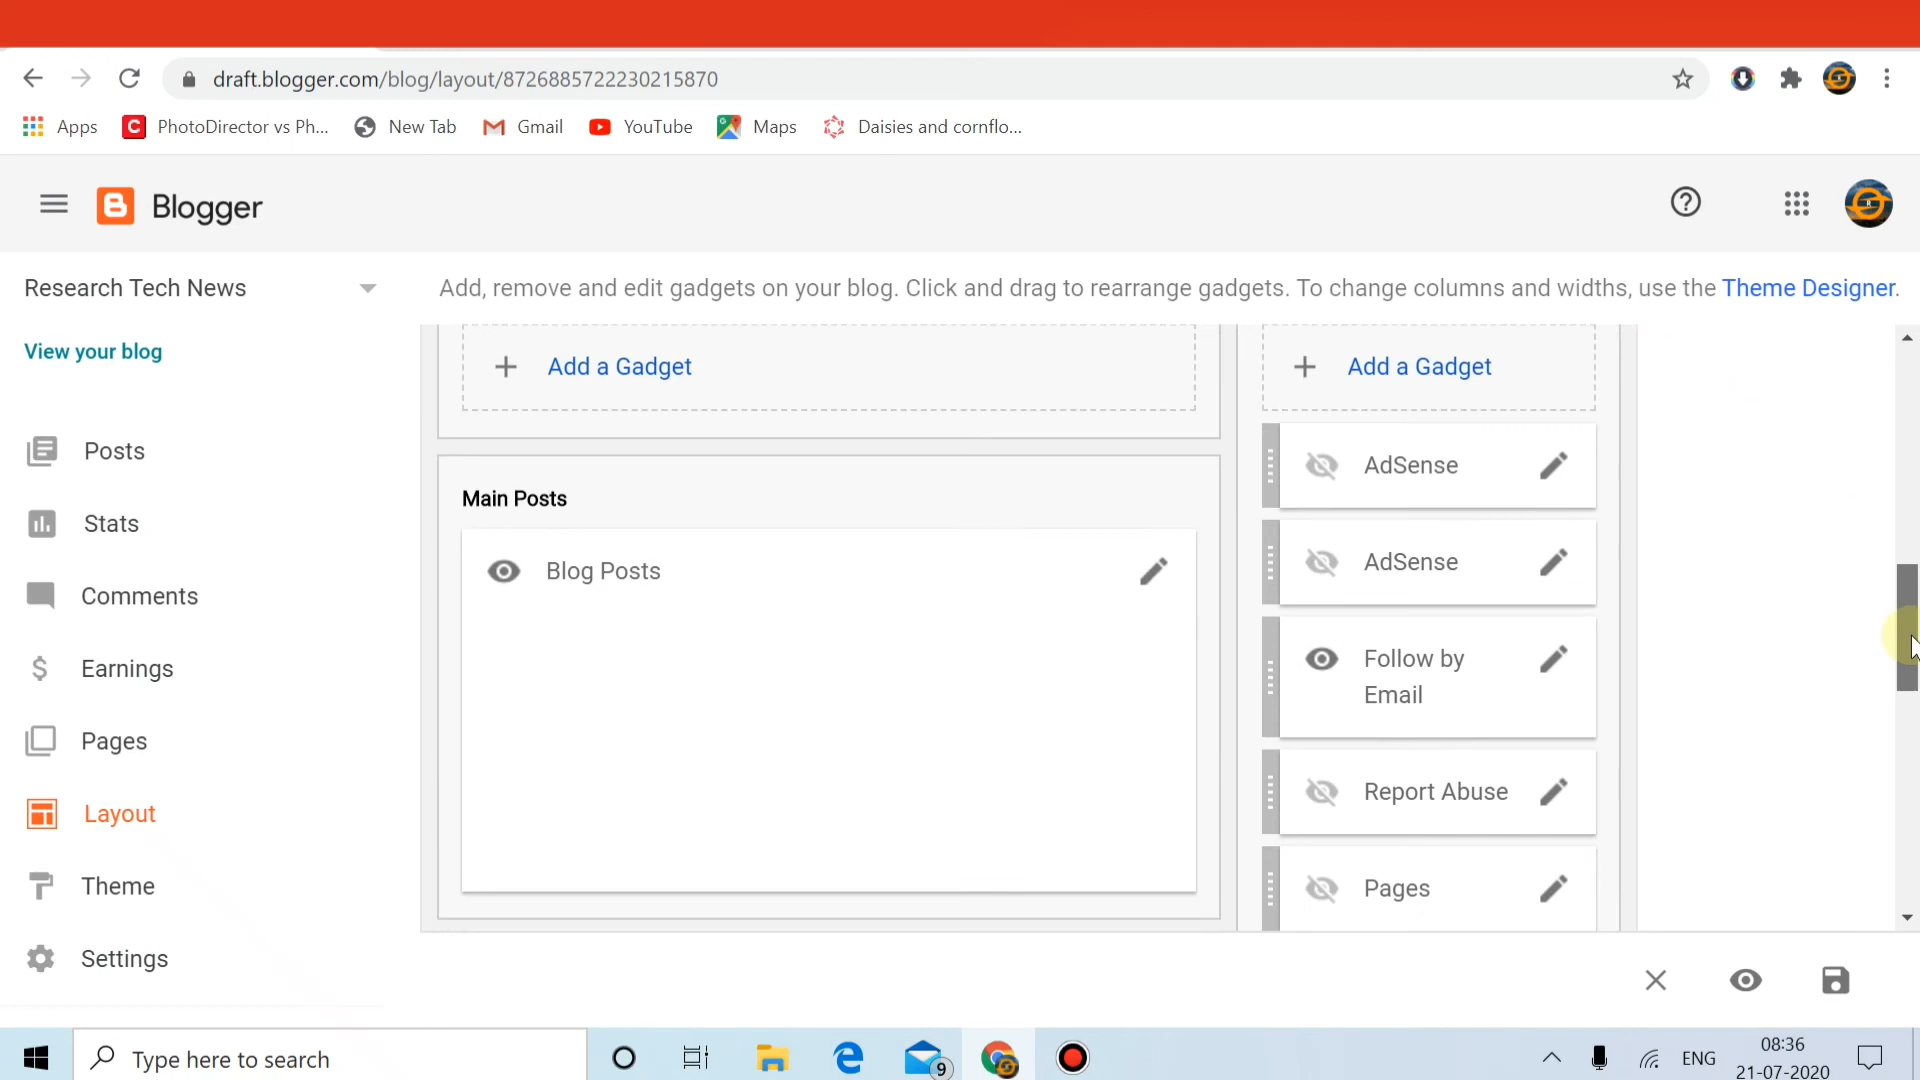 draft.blogger.com/blog/layout/8726885722230215870
Apps
PhotoDirector vs Ph...
New Tab
Gmail
YouTube
Maps
Daisies and cornflo...
Blogger
Research Tech News
Add, remove and edit gadgets on your blog. Click and drag to rearrange gadgets. To change columns and widths, use the Theme Designer.
View your blog
Posts
Stats
Comments
Earnings
Pages
Layout
Theme
Settings
Add a Gadget
Main Posts
Blog Posts
Add a Gadget
AdSense
AdSense
Follow by
Email
Report Abuse
Pages
Type here to search
9
ENG
08:36
21-07-2020